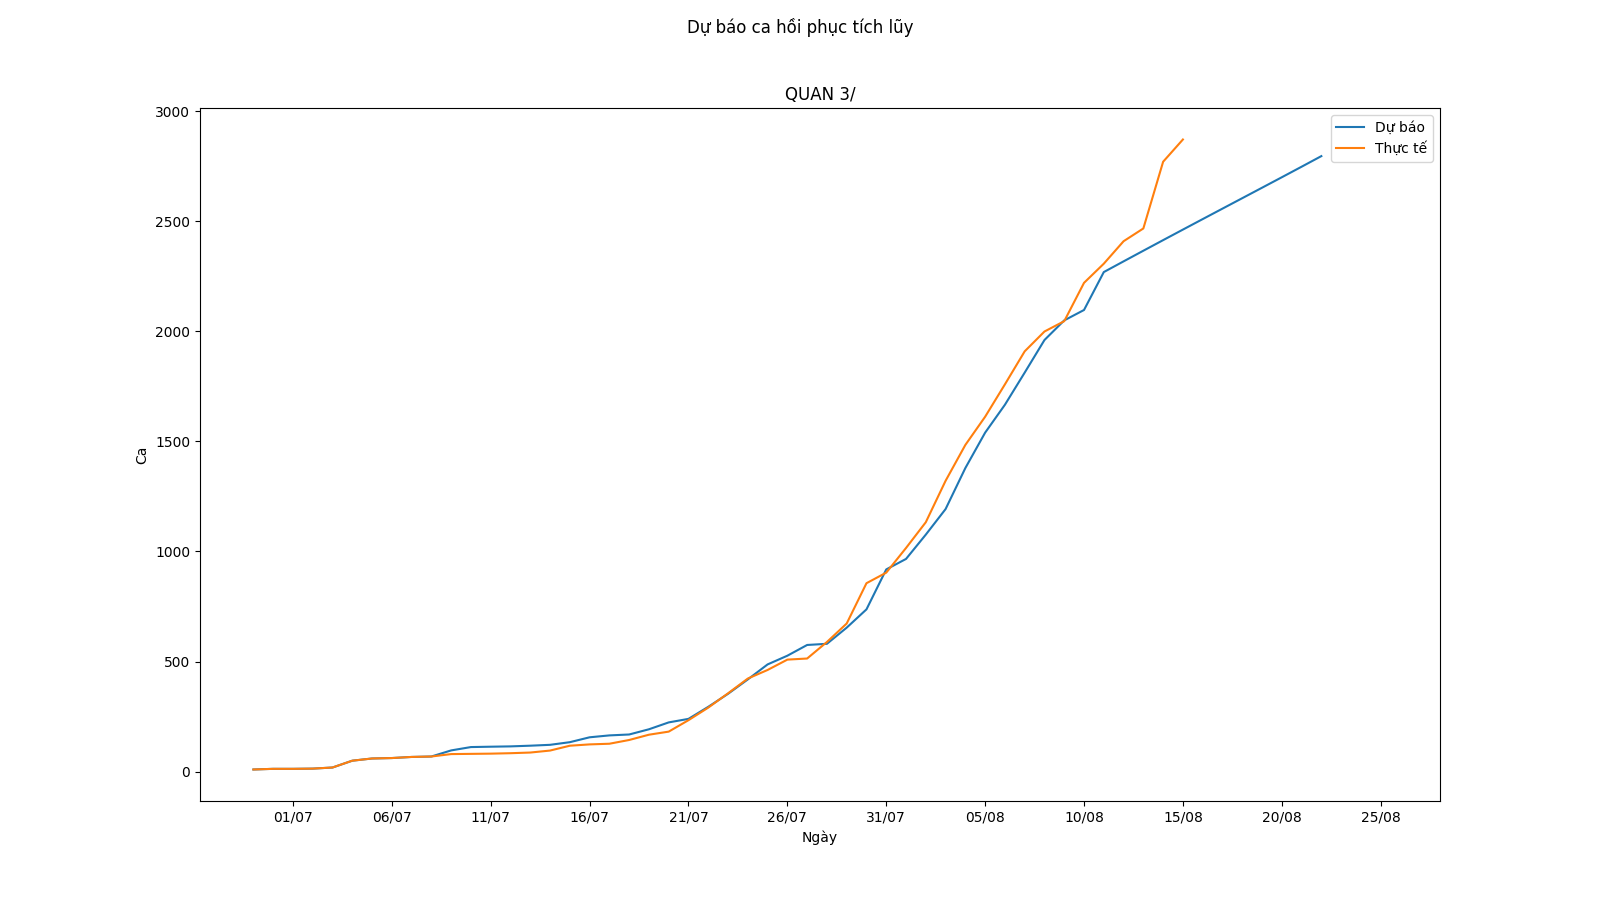 Dự báo ca hồi phục tích lũy
QUAN 3/
3000
2500
2000
1500
1000
500
0
Ca
Dự báo
Thực tế
01/07 06/07 11/07 16/07 21/07 26/07 31/07 05/08 10/08 15/08 20/08 25/08
Ngày